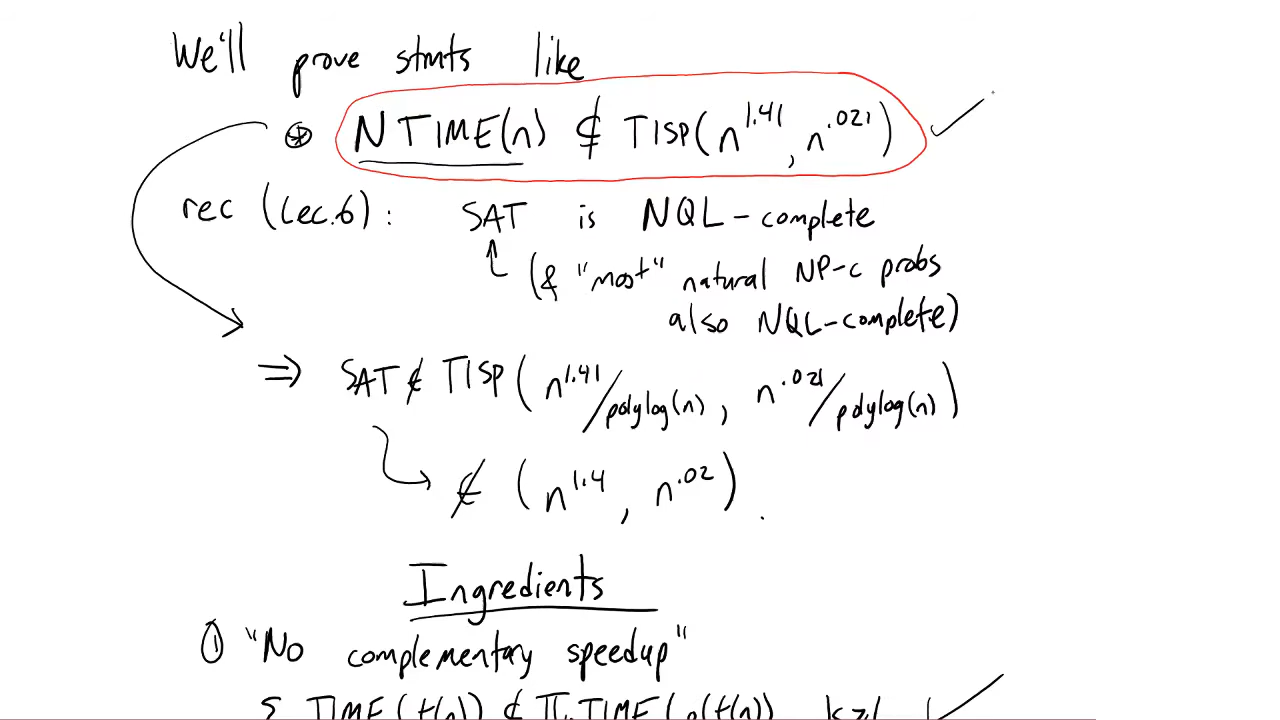 We'll prove stmts like
⊛ NTIME(n) ⊄ TISP(n^1.41, n^.021) ✓
rec (Lec.6): SAT is NQL-complete
(& "most" natural NP-c probs
also NQL-complete)
⇒ SAT ∉ TISP(n^1.41/polylog(n), n^.021/polylog(n))
∉ (n^1.4, n^.02).
Ingredients
① "No complementary speedup"